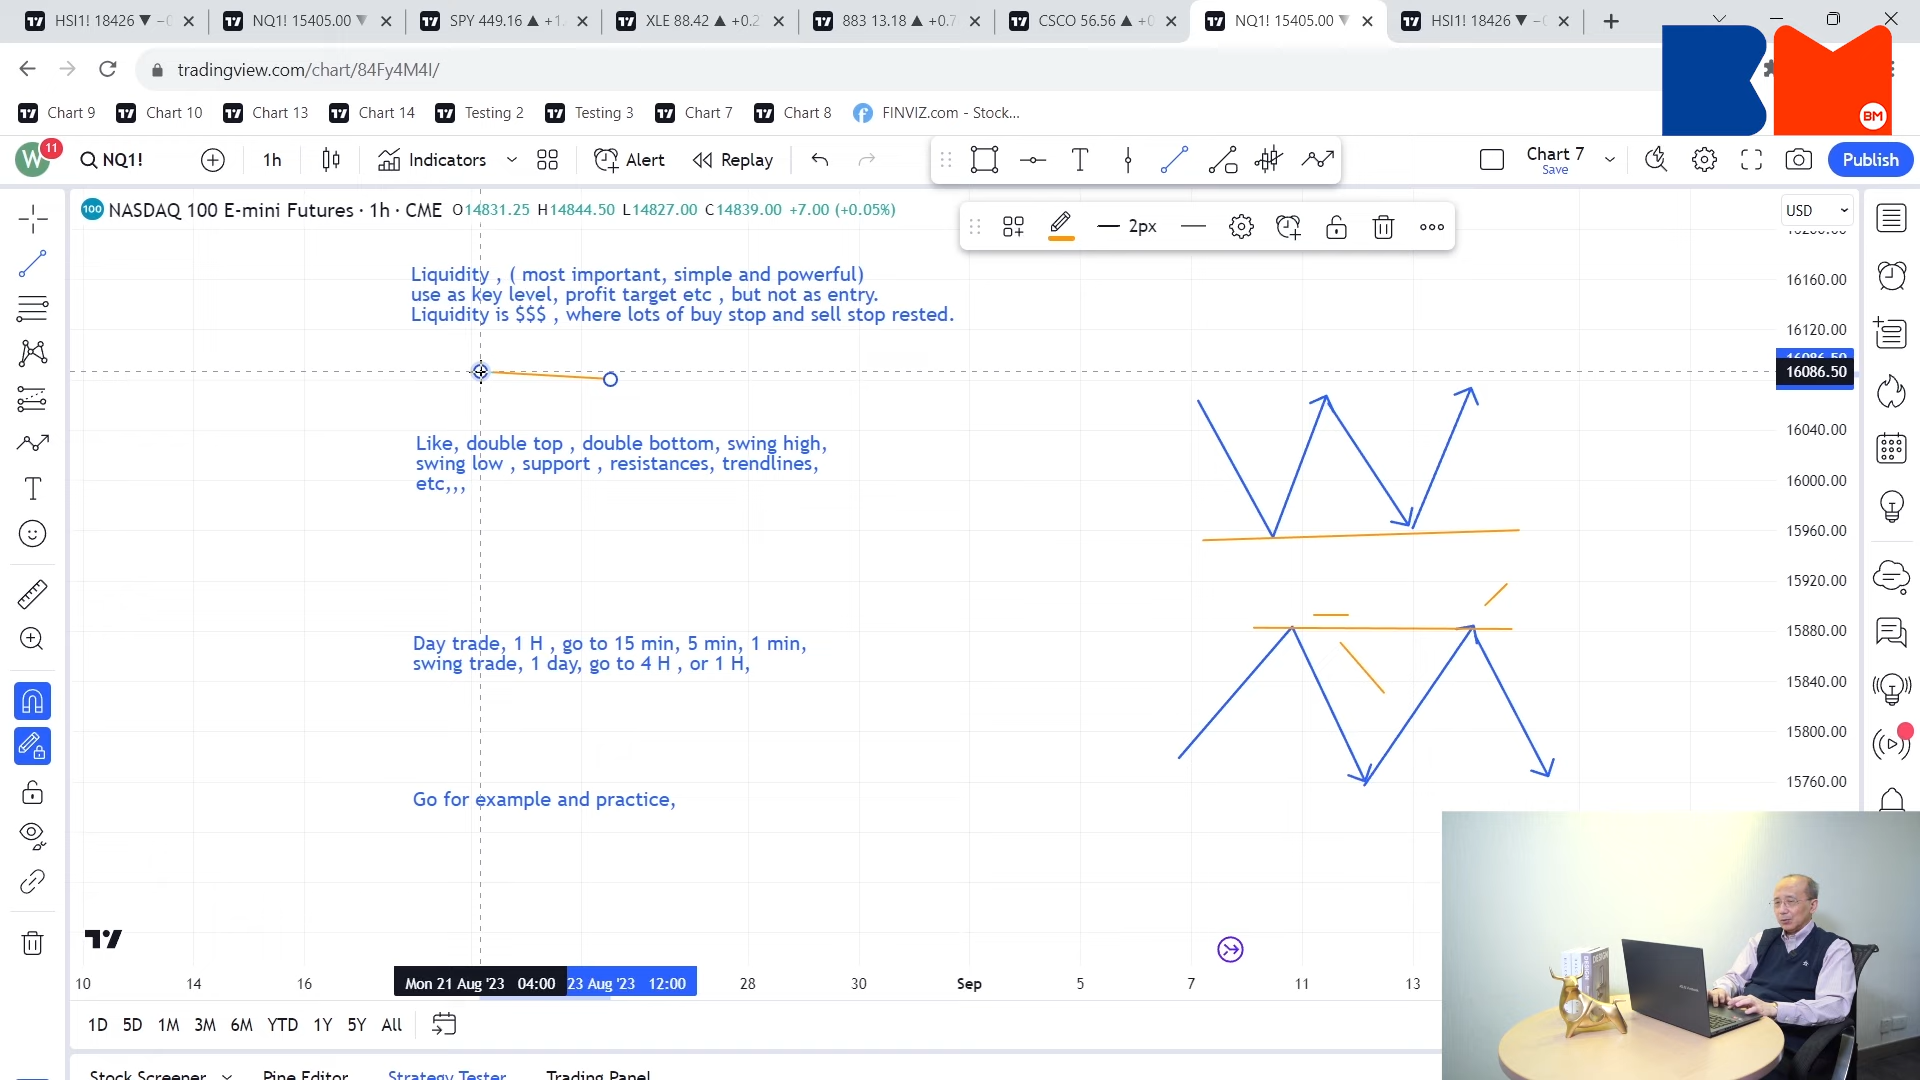 HSI1! 18426 ▼ −
NQ1! 15405.00 ▼
SPY 449.16 ▲ +1.
XLE 88.42 ▲ +0.2
883 13.18 ▲ +0.7
CSCO 56.56 ▲ +0
NQ1! 15405.00 ▼
HSI1! 18426 ▼ −
tradingview.com/chart/84Fy4M4I/
Chart 9
Chart 10
Chart 13
Chart 14
Testing 2
Testing 3
Chart 7
Chart 8
FINVIZ.com - Stock...
BM
W
11
NQ1!
1h
Indicators
Alert
Replay
Chart 7
Save
Publish
100
NASDAQ 100 E-mini Futures · 1h · CME O14831.25 H14844.50 L14827.00 C14839.00 +7.00 (+0.05%)
2px
USD
Liquidity , ( most important, simple and powerful)
use as key level, profit target etc , but not as entry.
Liquidity is $$$ , where lots of buy stop and sell stop rested.
Like, double top , double bottom, swing high,
swing low , support , resistances, trendlines,
etc,,,
Day trade, 1 H , go to 15 min, 5 min, 1 min,
swing trade, 1 day, go to 4 H , or 1 H,
Go for example and practice,
16160.00
16120.00
16086.50
16040.00
16000.00
15960.00
15920.00
15880.00
15840.00
15800.00
15760.00
10
14
16
Mon 21 Aug '23 04:00
23 Aug '23 12:00
28
30
Sep
5
7
11
13
1D
5D
1M
3M
6M
YTD
1Y
5Y
All
Stock Screener
Pine Editor
Strategy Tester
Trading Panel